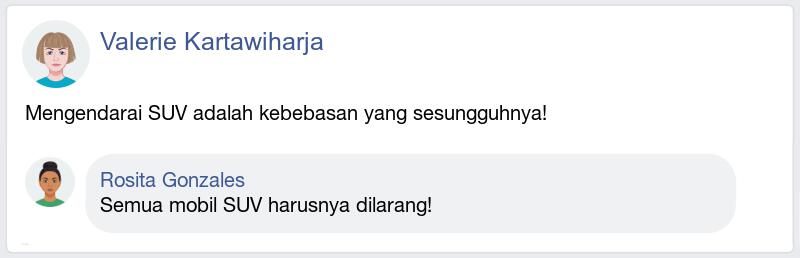 Valerie Kartawiharja
Mengendarai SUV adalah kebebasan yang sesungguhnya!
Rosita Gonzales
Semua mobil SUV harusnya dilarang!